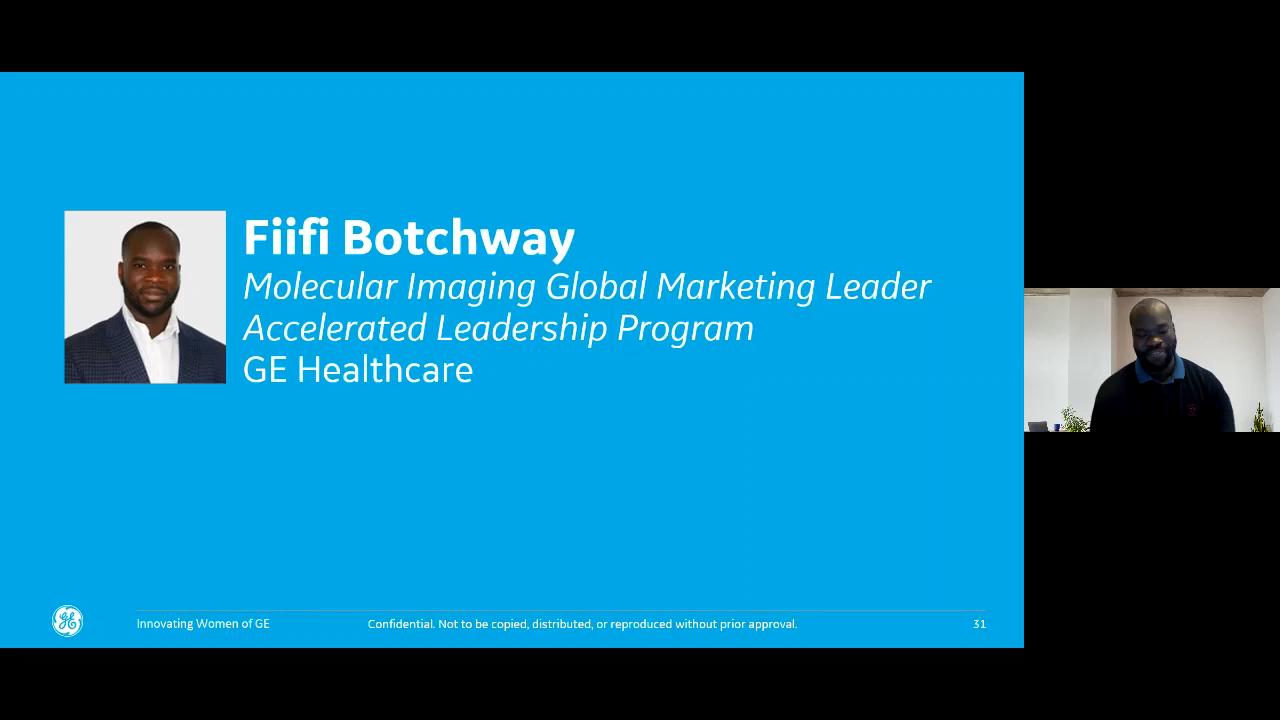 Fiifi Botchway
Molecular Imaging Global Marketing Leader
Accelerated Leadership Program
GE Healthcare
GE
Innovating Women of GE
Confidential. Not to be copied, distributed, or reproduced without prior approval.
31